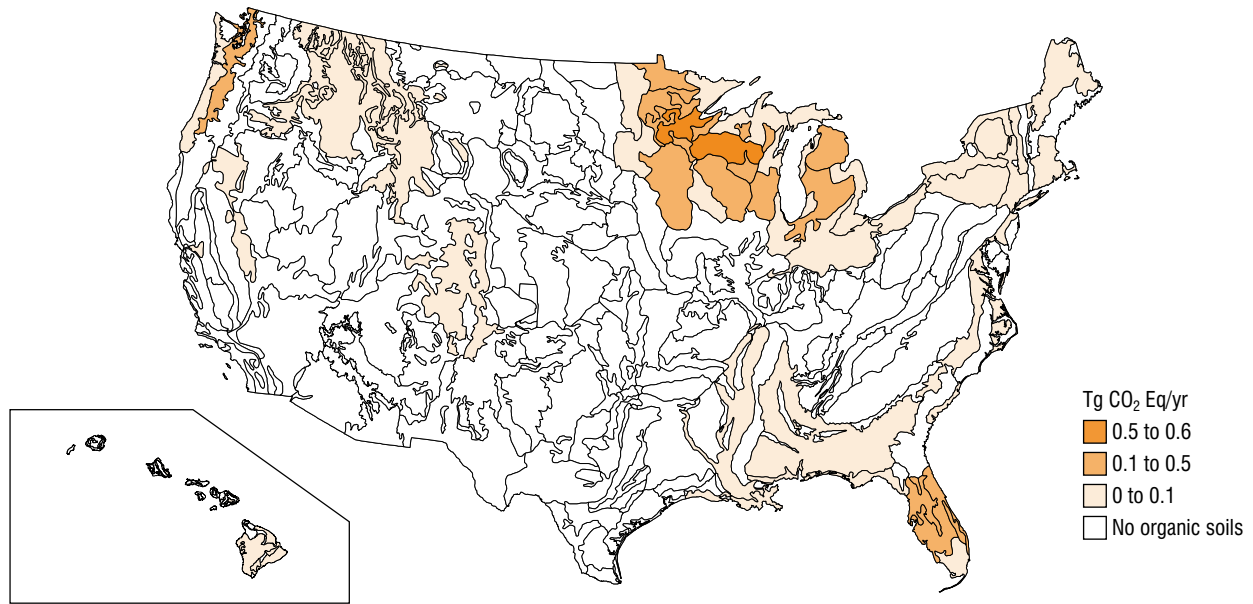 Tg CO₂ Eq/yr
0.5 to 0.6
0.1 to 0.5
0 to 0.1
No organic soils